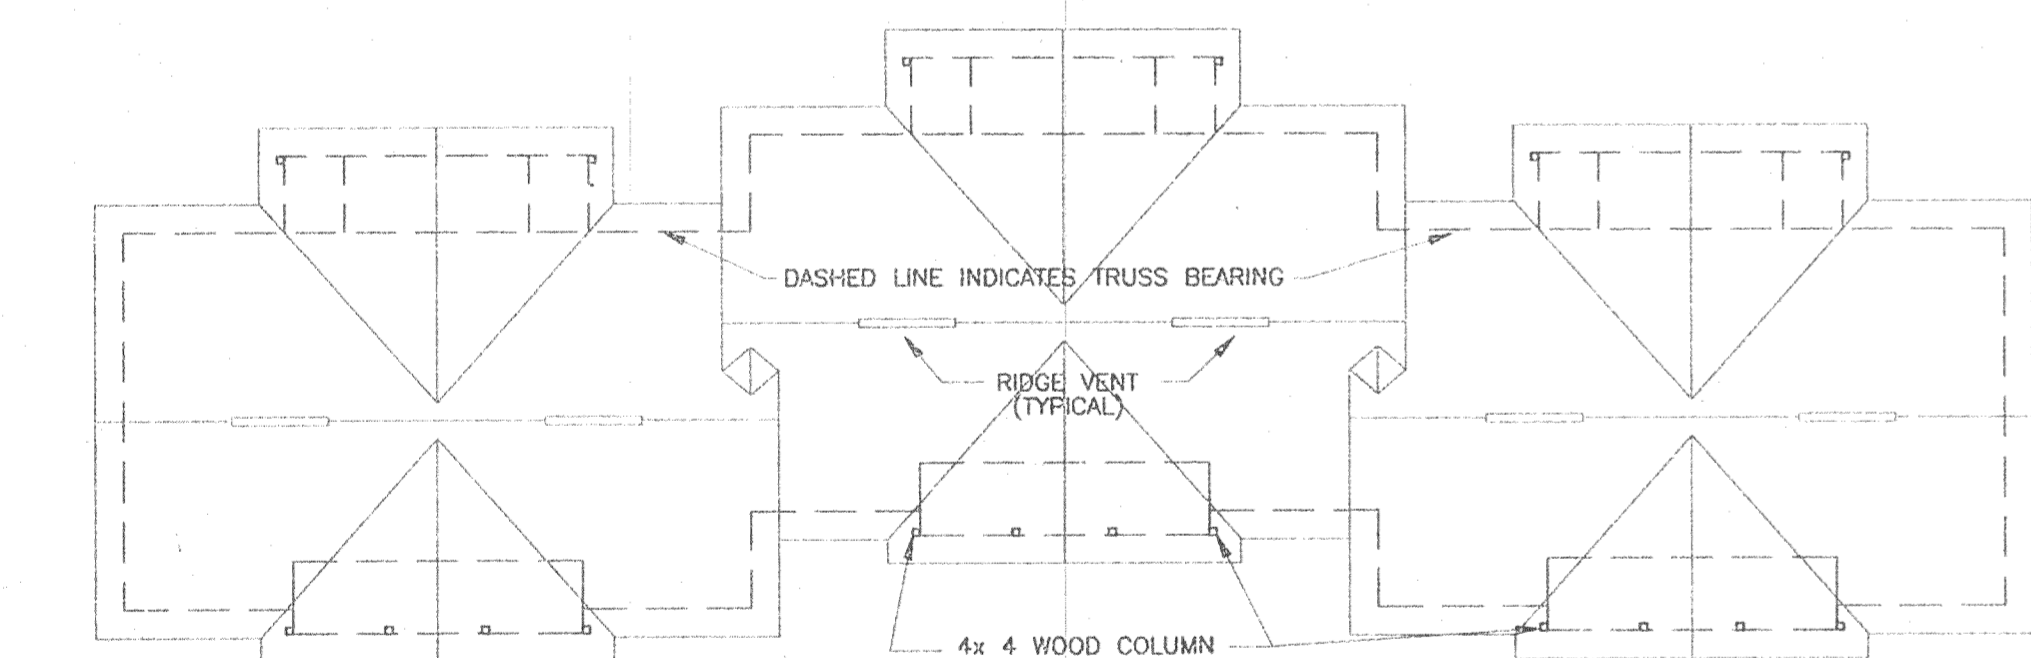 DASHED LINE INDICATES TRUSS BEARING
RIDGE VENT
(TYPICAL)
4x 4 WOOD COLUMN